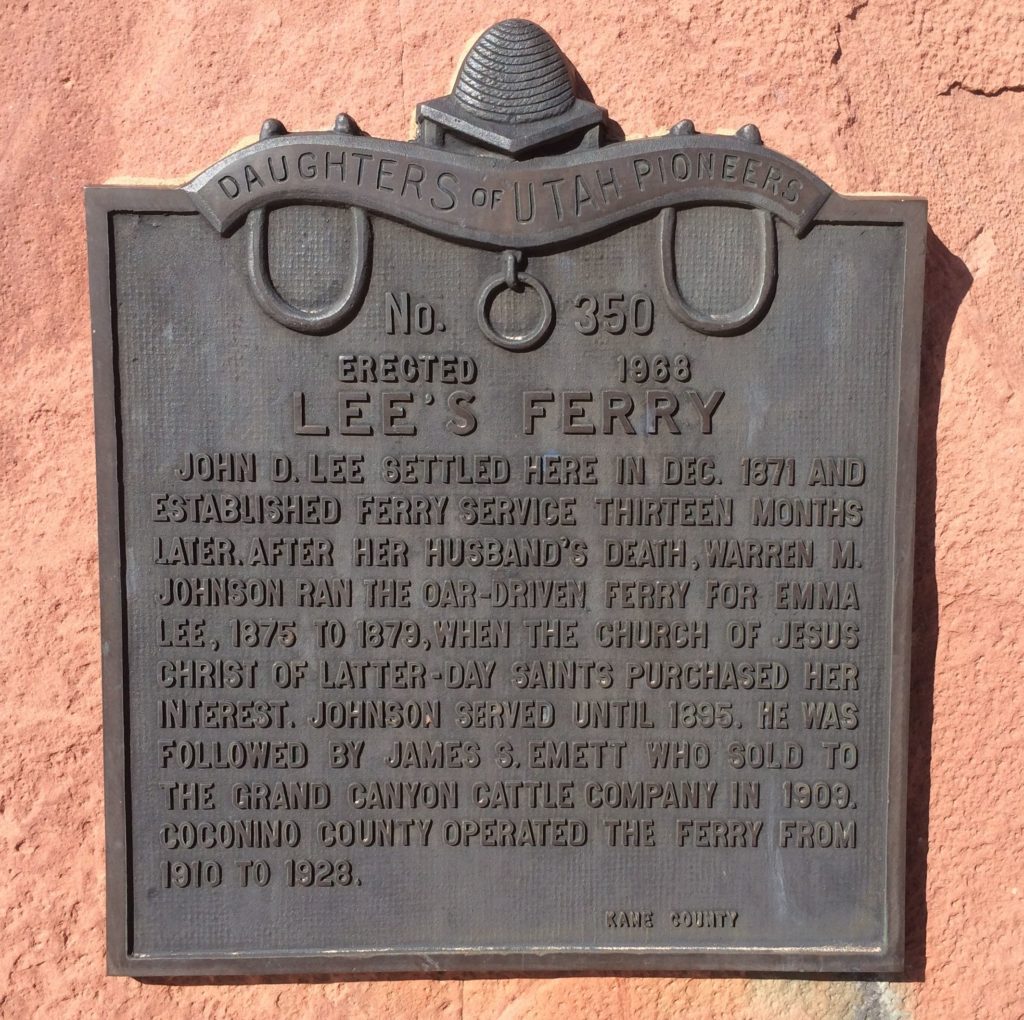 DAUGHTERS OF UTAH PIONEERS
No. 350
ERECTED 1968
LEE'S FERRY
JOHN D. LEE SETTLED HERE IN DEC. 1871 AND
ESTABLISHED FERRY SERVICE THIRTEEN MONTHS
LATER. AFTER HER HUSBAND'S DEATH, WARREN M.
JOHNSON RAN THE OAR-DRIVEN FERRY FOR EMMA
LEE, 1875 TO 1879, WHEN THE CHURCH OF JESUS
CHRIST OF LATTER-DAY SAINTS PURCHASED HER
INTEREST. JOHNSON SERVED UNTIL 1895. HE WAS
FOLLOWED BY JAMES S. EMETT WHO SOLD TO
THE GRAND CANYON CATTLE COMPANY IN 1909.
COCONINO COUNTY OPERATED THE FERRY FROM
1910 TO 1928.
KANE COUNTY